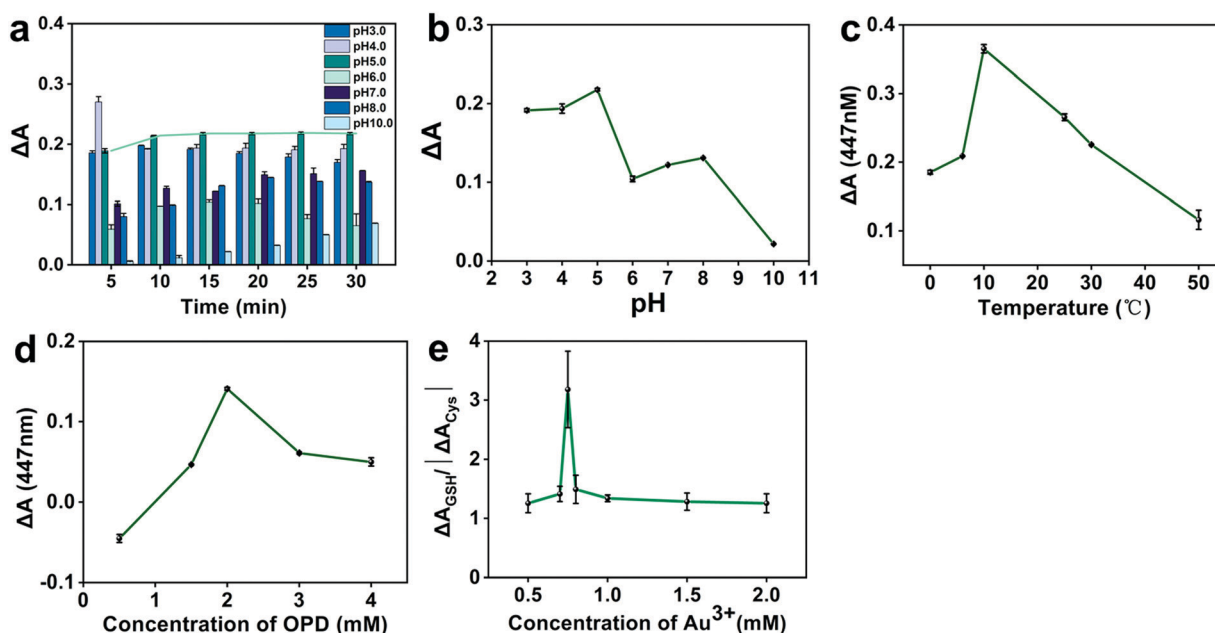 a
ΔA
0.4
0.3
0.2
0.1
0.0
pH3.0
pH4.0
pH5.0
pH6.0
pH7.0
pH8.0
pH10.0
5 10 15 20 25 30
Time (min)
b
ΔA
0.3
0.2
0.1
0.0
2 3 4 5 6 7 8 9 10 11
pH
c
ΔA (447nM)
0.4
0.3
0.2
0.1
0 10 20 30 40 50
Temperature (℃)
d
ΔA (447nm)
0.2
0.1
0.0
-0.1
0 1 2 3 4
Concentration of OPD (mM)
e
ΔA_GSH/|ΔA_Cys|
4
3
2
1
0
0.5 1.0 1.5 2.0
Concentration of Au³⁺(mM)